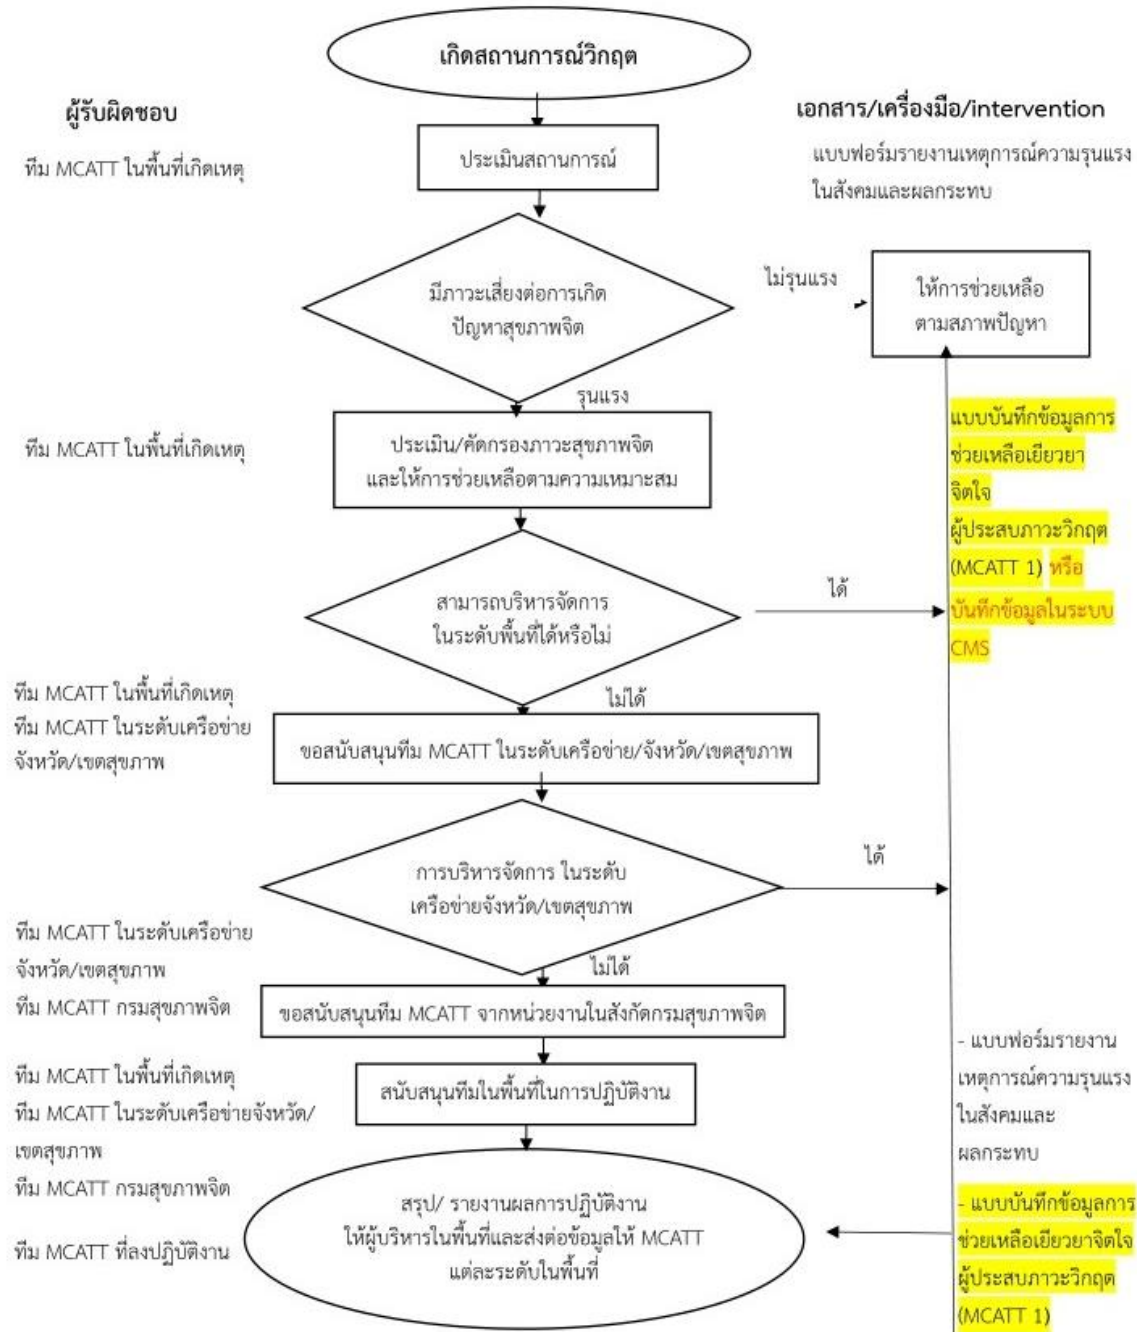 เกิดสถานการณ์วิกฤต
ผู้รับผิดชอบ
เอกสาร/เครื่องมือ/intervention
ทีม MCATT ในพื้นที่เกิดเหตุ
ประเมินสถานการณ์
แบบฟอร์มรายงานเหตุการณ์ความรุนแรง
ในสังคมและผลกระทบ
มีภาวะเสี่ยงต่อการเกิด
ปัญหาสุขภาพจิต
ไม่รุนแรง
ให้การช่วยเหลือ
ตามสภาพปัญหา
รุนแรง
ทีม MCATT ในพื้นที่เกิดเหตุ
ประเมิน/คัดกรองภาวะสุขภาพจิต
และให้การช่วยเหลือตามความเหมาะสม
แบบบันทึกข้อมูลการ
ช่วยเหลือเยียวยา
จิตใจ
ผู้ประสบภาวะวิกฤต
(MCATT 1) หรือ
บันทึกข้อมูลในระบบ
CMS
สามารถบริหารจัดการ
ในระดับพื้นที่ได้หรือไม่
ได้
ไม่ได้
ทีม MCATT ในพื้นที่เกิดเหตุ
ทีม MCATT ในระดับเครือข่าย
จังหวัด/เขตสุขภาพ
ขอสนับสนุนทีม MCATT ในระดับเครือข่าย/จังหวัด/เขตสุขภาพ
การบริหารจัดการ ในระดับ
เครือข่ายจังหวัด/เขตสุขภาพ
ได้
ไม่ได้
ทีม MCATT ในระดับเครือข่าย
จังหวัด/เขตสุขภาพ
ทีม MCATT กรมสุขภาพจิต
ขอสนับสนุนทีม MCATT จากหน่วยงานในสังกัดกรมสุขภาพจิต
ทีม MCATT ในพื้นที่เกิดเหตุ
ทีม MCATT ในระดับเครือข่ายจังหวัด/
เขตสุขภาพ
ทีม MCATT กรมสุขภาพจิต
สนับสนุนทีมในพื้นที่ในการปฏิบัติงาน
- แบบฟอร์มรายงาน
เหตุการณ์ความรุนแรง
ในสังคมและ
ผลกระทบ
ทีม MCATT ที่ลงปฏิบัติงาน
สรุป/ รายงานผลการปฏิบัติงาน
ให้ผู้บริหารในพื้นที่และส่งต่อข้อมูลให้ MCATT
แต่ละระดับในพื้นที่
- แบบบันทึกข้อมูลการ
ช่วยเหลือเยียวยาจิตใจ
ผู้ประสบภาวะวิกฤต
(MCATT 1)